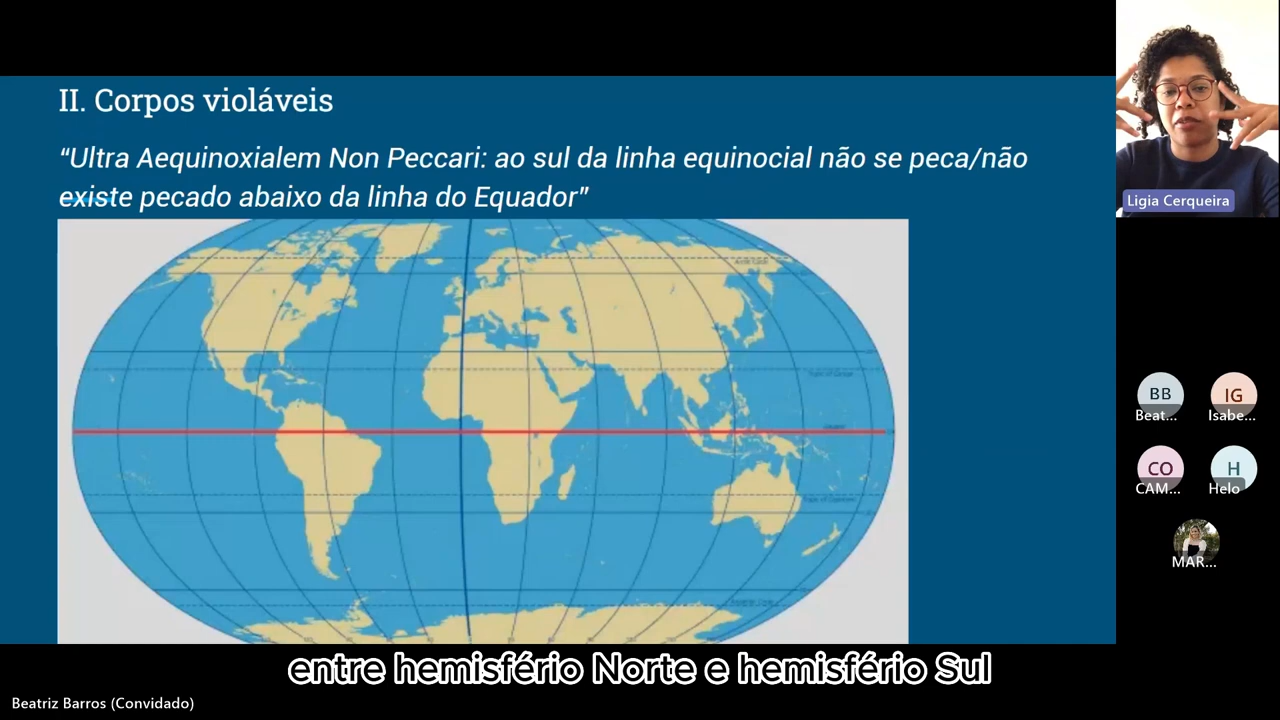 II. Corpos violáveis
“Ultra Aequinoxialem Non Peccari: ao sul da linha equinocial não se peca/não
existe pecado abaixo da linha do Equador”
Ligia Cerqueira
BB
IG
Beat...
Isabe...
CO
H
CAM...
Helo
MAR...
entre hemisfério Norte e hemisfério Sul
Beatriz Barros (Convidado)